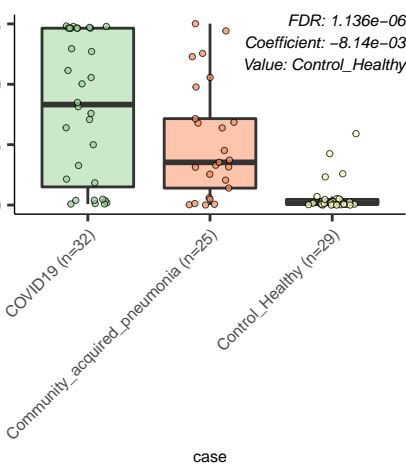 FDR: 1.136e−06
Coefficient: −8.14e−03
Value: Control_Healthy
COVID19 (n=32)
Community_acquired_pneumonia (n=25)
Control_Healthy (n=29)
case